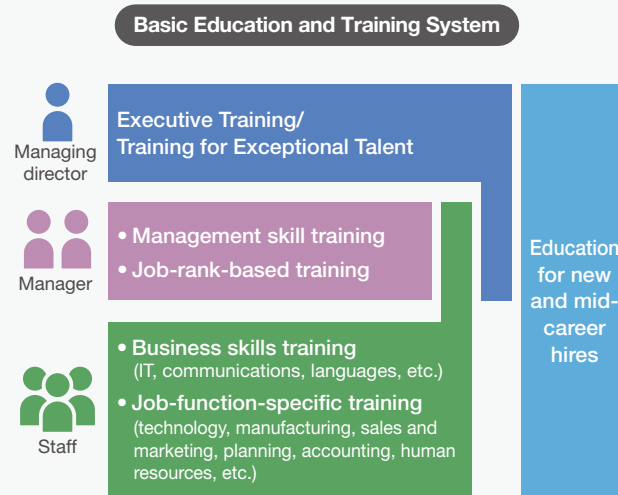 Basic Education and Training System
Managing
director
Executive Training/
Training for Exceptional Talent
Manager
• Management skill training
• Job-rank-based training
Staff
• Business skills training
(IT, communications, languages, etc.)
• Job-function-specific training
(technology, manufacturing, sales and
marketing, planning, accounting, human
resources, etc.)
Education
for new
and mid-
career
hires